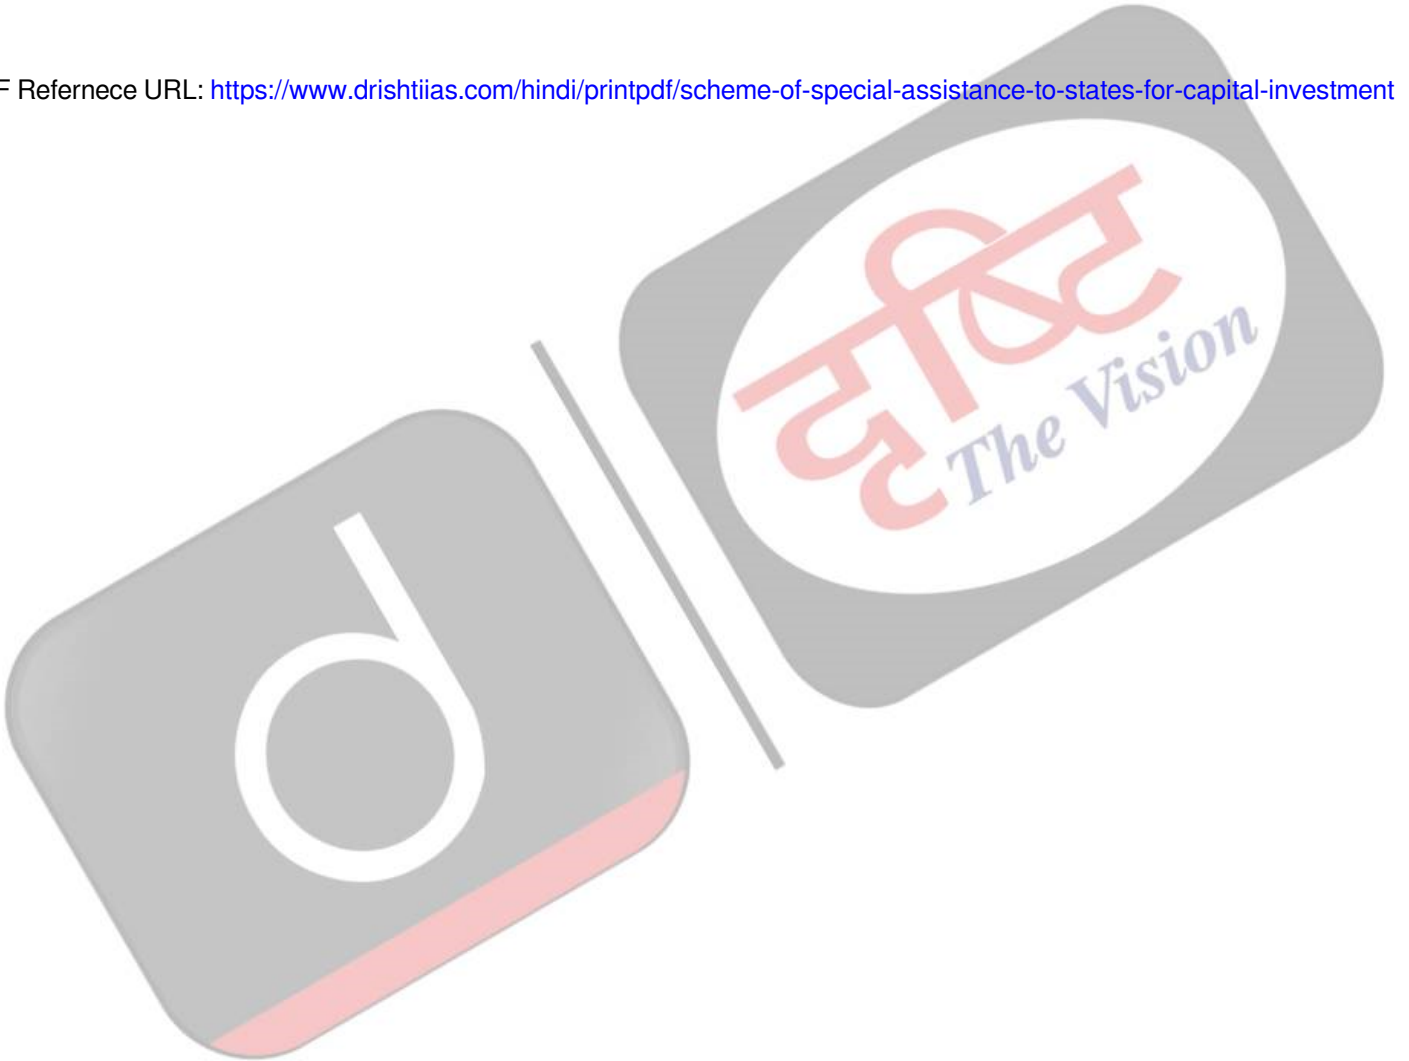 F Refernece URL: https://www.drishtiias.com/hindi/printpdf/scheme-of-special-assistance-to-states-for-capital-investment
दृष्टि
The Vision
d